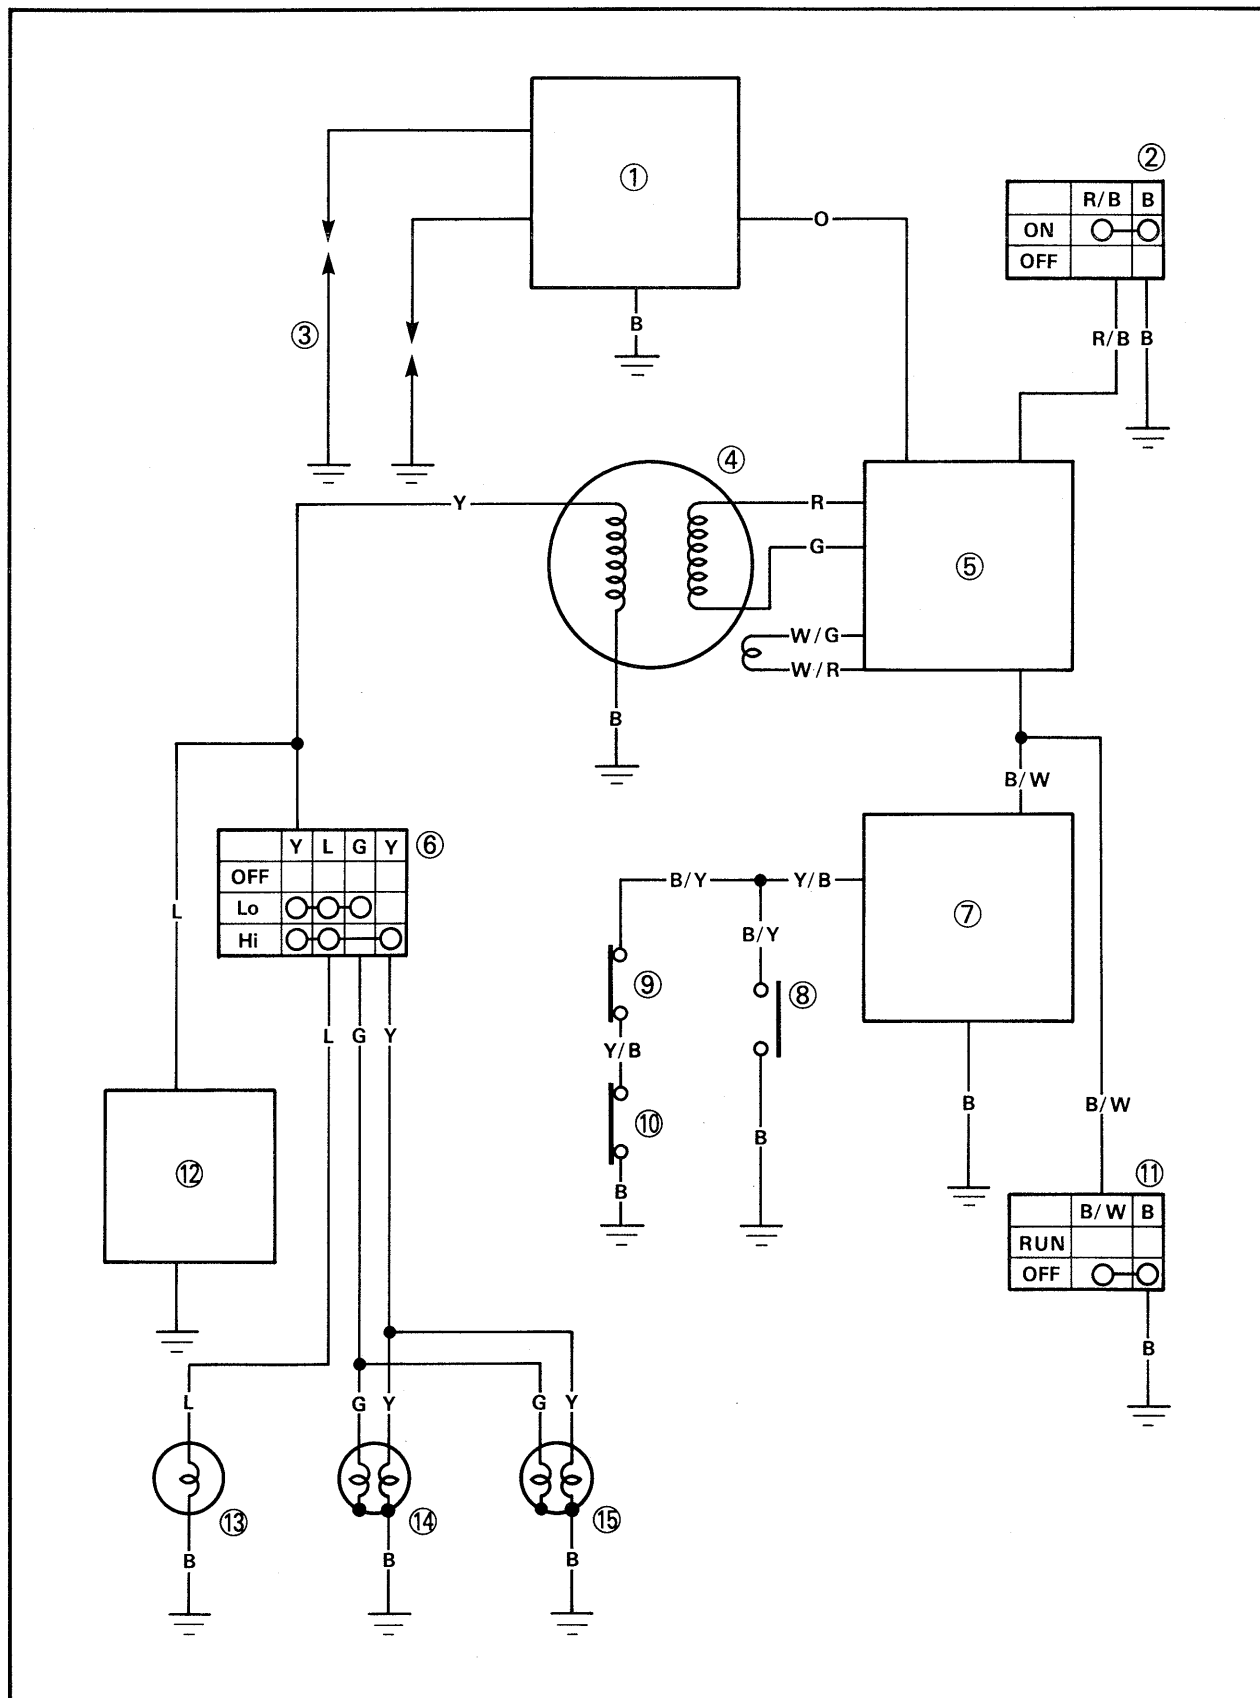 ①
②
R/B B
ON
OFF
O
B
③
R/B B
④
Y
R
G
⑤
W/G
W/R
B
B/W
Y L G Y
⑥
OFF
Lo
Hi
L
B/Y
Y/B
⑦
B/Y
⑨
⑧
L G Y
Y/B
B
B/W
⑩
B
⑫
B
⑪
B/W B
RUN
OFF
B
L
G Y
G Y
⑬
⑭
⑮
B
B
B